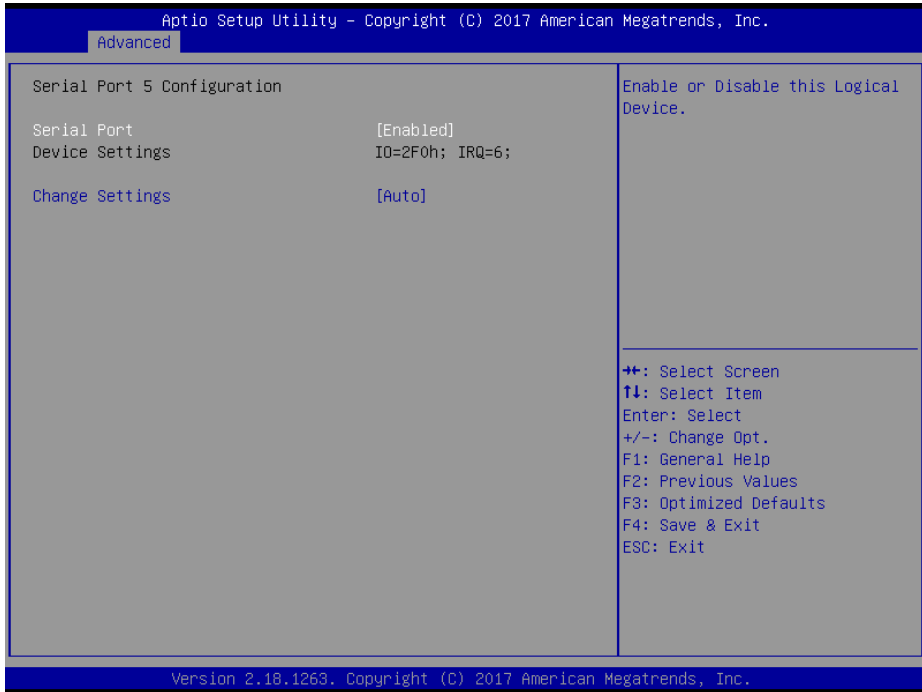 Aptio Setup Utility – Copyright (C) 2017 American Megatrends, Inc.
Advanced
Serial Port 5 Configuration
Serial Port [Enabled]
Device Settings IO=2F0h; IRQ=6;
Change Settings [Auto]
Enable or Disable this Logical
Device.
→←: Select Screen
↑↓: Select Item
Enter: Select
+/-: Change Opt.
F1: General Help
F2: Previous Values
F3: Optimized Defaults
F4: Save & Exit
ESC: Exit
Version 2.18.1263. Copyright (C) 2017 American Megatrends, Inc.